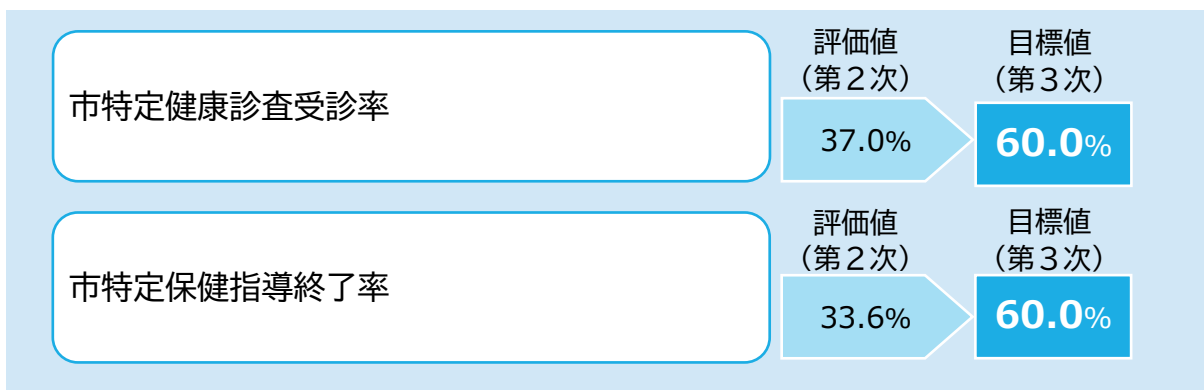 市特定健康診査受診率
評価値
（第２次）
37.0%
目標値
（第３次）
60.0%
市特定保健指導終了率
評価値
（第２次）
33.6%
目標値
（第３次）
60.0%